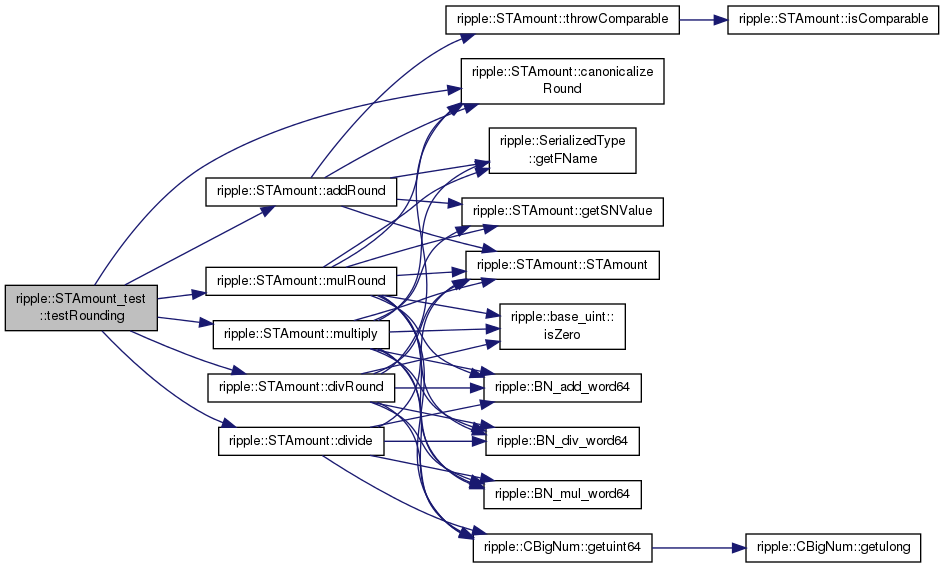 ripple::STAmount_test
::testRounding
ripple::STAmount::addRound
ripple::STAmount::mulRound
ripple::STAmount::multiply
ripple::STAmount::divRound
ripple::STAmount::divide
ripple::STAmount::throwComparable
ripple::STAmount::canonicalize
Round
ripple::SerializedType
::getFName
ripple::STAmount::getSNValue
ripple::STAmount::STAmount
ripple::base_uint::
isZero
ripple::BN_add_word64
ripple::BN_div_word64
ripple::BN_mul_word64
ripple::CBigNum::getuint64
ripple::STAmount::isComparable
ripple::CBigNum::getulong